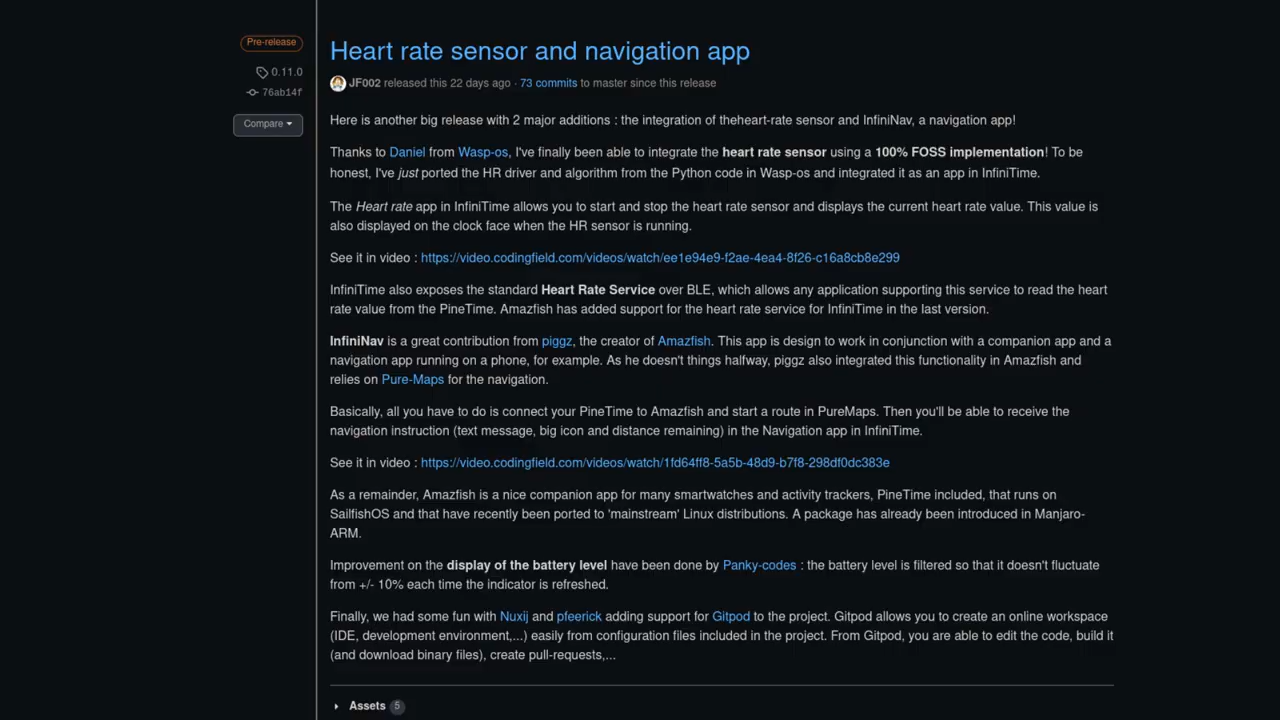 Pre-release
0.11.0
76ab14f
Compare
Heart rate sensor and navigation app
JF002 released this 22 days ago · 73 commits to master since this release
Here is another big release with 2 major additions : the integration of theheart-rate sensor and InfiniNav, a navigation app!
Thanks to Daniel from Wasp-os, I've finally been able to integrate the heart rate sensor using a 100% FOSS implementation! To be
honest, I've just ported the HR driver and algorithm from the Python code in Wasp-os and integrated it as an app in InfiniTime.
The Heart rate app in InfiniTime allows you to start and stop the heart rate sensor and displays the current heart rate value. This value is
also displayed on the clock face when the HR sensor is running.
See it in video : https://video.codingfield.com/videos/watch/ee1e94e9-f2ae-4ea4-8f26-c16a8cb8e299
InfiniTime also exposes the standard Heart Rate Service over BLE, which allows any application supporting this service to read the heart
rate value from the PineTime. Amazfish has added support for the heart rate service for InfiniTime in the last version.
InfiniNav is a great contribution from piggz, the creator of Amazfish. This app is design to work in conjunction with a companion app and a
navigation app running on a phone, for example. As he doesn't things halfway, piggz also integrated this functionality in Amazfish and
relies on Pure-Maps for the navigation.
Basically, all you have to do is connect your PineTime to Amazfish and start a route in PureMaps. Then you'll be able to receive the
navigation instruction (text message, big icon and distance remaining) in the Navigation app in InfiniTime.
See it in video : https://video.codingfield.com/videos/watch/1fd64ff8-5a5b-48d9-b7f8-298df0dc383e
As a remainder, Amazfish is a nice companion app for many smartwatches and activity trackers, PineTime included, that runs on
SailfishOS and that have recently been ported to 'mainstream' Linux distributions. A package has already been introduced in Manjaro-
ARM.
Improvement on the display of the battery level have been done by Panky-codes : the battery level is filtered so that it doesn't fluctuate
from +/- 10% each time the indicator is refreshed.
Finally, we had some fun with Nuxij and pfeerick adding support for Gitpod to the project. Gitpod allows you to create an online workspace
(IDE, development environment,...) easily from configuration files included in the project. From Gitpod, you are able to edit the code, build it
(and download binary files), create pull-requests,...
Assets 5